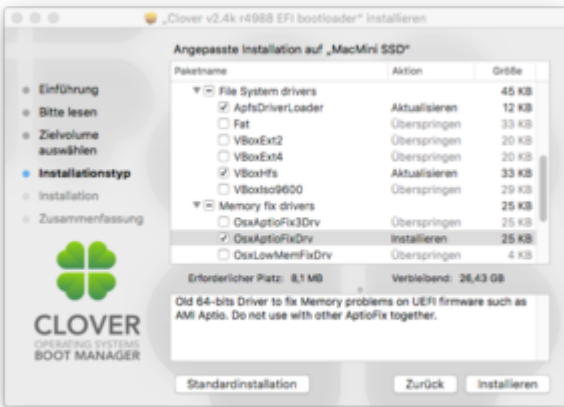 „Clover v2.4k r4988 EFI bootloader“ installieren
Angepasste Installation auf „MacMini SSD“
Paketname Aktion Größe
File System drivers 45 KB
ApfsDriverLoader Aktualisieren 12 KB
Fat Überspringen 33 KB
VBoxExt2 Überspringen 20 KB
VBoxExt4 Überspringen 20 KB
VBoxHfs Aktualisieren 33 KB
VBoxIso9600 Überspringen 29 KB
Memory fix drivers 25 KB
OsxAptioFix3Drv Überspringen 25 KB
OsxAptioFixDrv Installieren 25 KB
OsxLowMemFixDrv Überspringen 4 KB
Erforderlicher Platz: 8,1 MB Verbleibend: 26,43 GB
Old 64-bits Driver to fix Memory problems on UEFI firmware such as
AMI Aptio. Do not use with other AptioFix together.
Einführung
Bitte lesen
Zielvolume
auswählen
Installationstyp
Installation
Zusammenfassung
CLOVER
OPERATING SYSTEMS
BOOT MANAGER
Standardinstallation Zurück Installieren